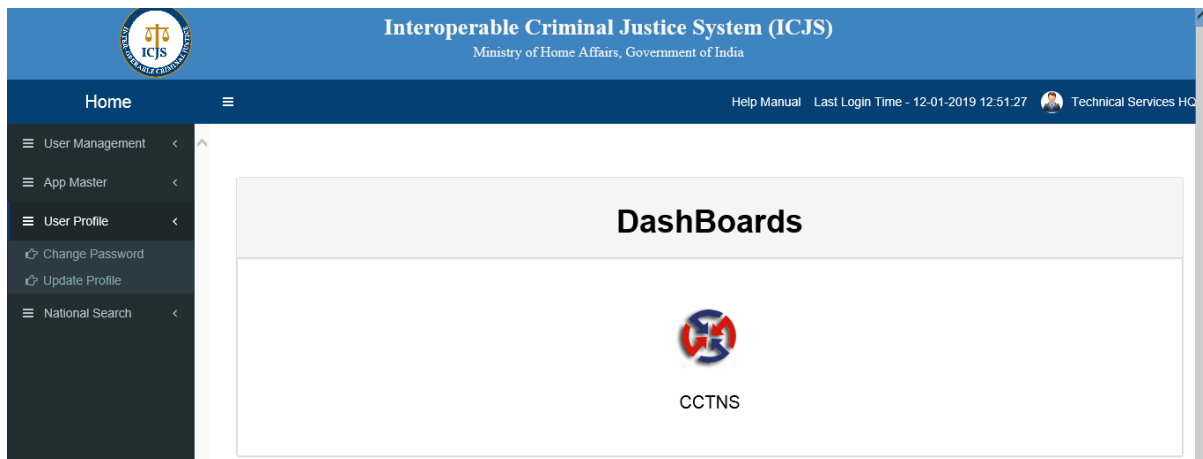 Interoperable Criminal Justice System (ICJS)
Ministry of Home Affairs, Government of India
ICJS
Home
Help Manual Last Login Time - 12-01-2019 12:51:27 Technical Services HQ
User Management
App Master
User Profile
Change Password
Update Profile
National Search
DashBoards
CCTNS